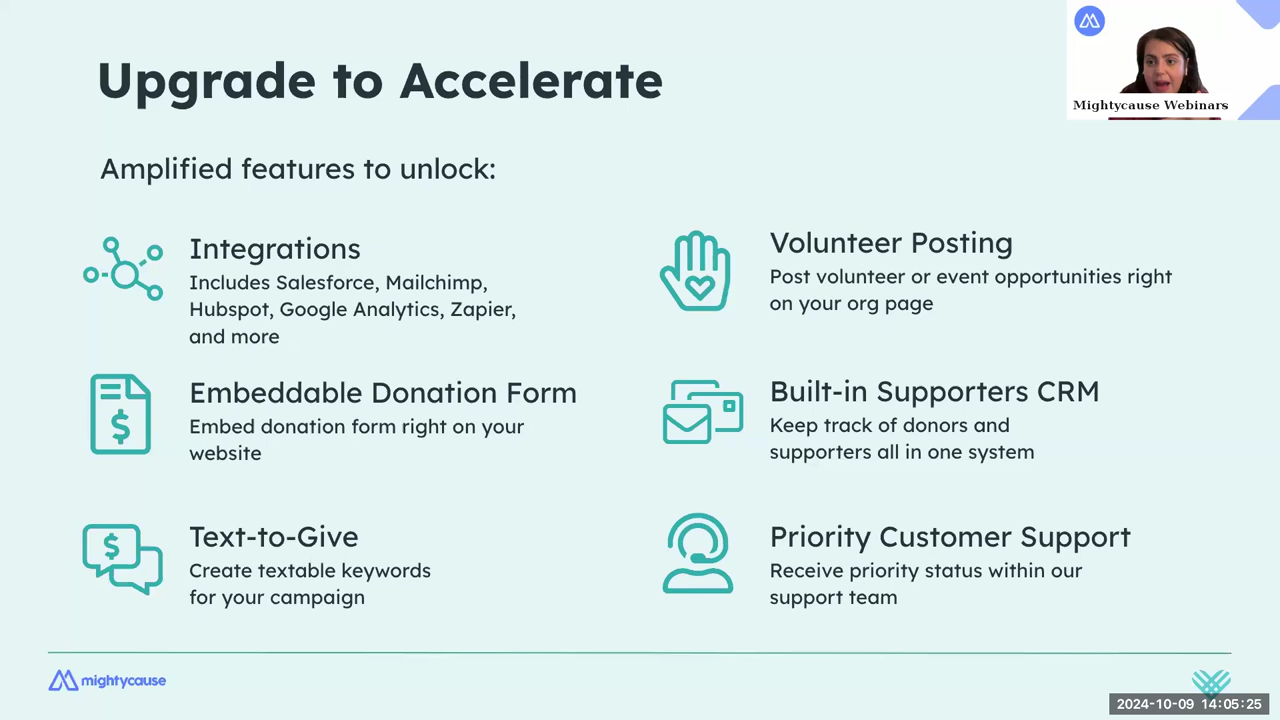 Upgrade to Accelerate
Mightycause Webinars
Amplified features to unlock:
Integrations
Includes Salesforce, Mailchimp,
Hubspot, Google Analytics, Zapier,
and more
Volunteer Posting
Post volunteer or event opportunities right
on your org page
$
Embeddable Donation Form
Embed donation form right on your
website
Built-in Supporters CRM
Keep track of donors and
supporters all in one system
$
Text-to-Give
Create textable keywords
for your campaign
Priority Customer Support
Receive priority status within our
support team
mightycause
2024-10-09 14:05:25